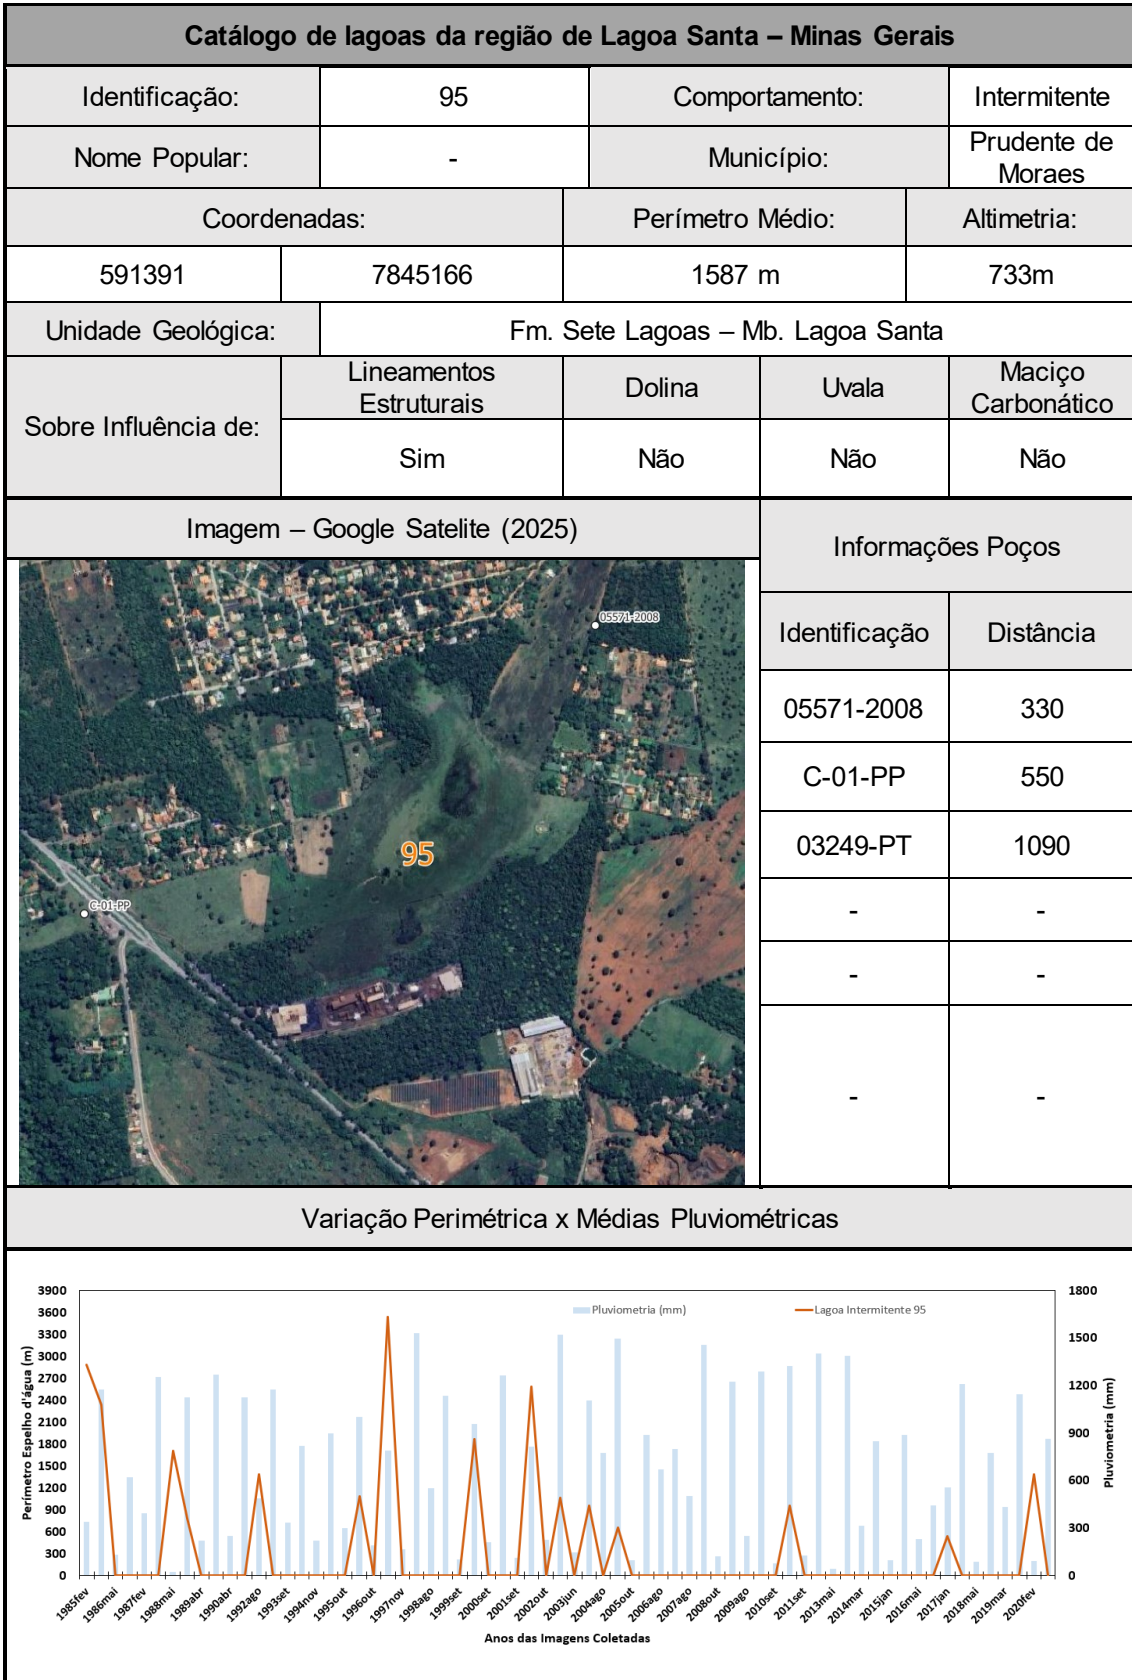 Catálogo de lagoas da região de Lagoa Santa – Minas Gerais
Identificação: 95 Comportamento: Intermitente
Nome Popular: - Município: Prudente de
Moraes
Coordenadas: Perímetro Médio: Altimetria:
591391 7845166 1587 m 733m
Unidade Geológica: Fm. Sete Lagoas – Mb. Lagoa Santa
Sobre Influência de:
Lineamentos
Estruturais
Dolina
Uvala
Maciço
Carbonático
Sim Não Não Não
Imagem – Google Satelite (2025)
Informações Poços
Identificação Distância
05571-2008 330
C-01-PP 550
03249-PT 1090
- -
- -
- -
05571-2008
95
C-01-PP
Variação Perimétrica x Médias Pluviométricas
Pluviometria (mm) Lagoa Intermitente 95
Perímetro Espelho d'água (m)
3900
3600
3300
3000
2700
2400
2100
1800
1500
1200
900
600
300
0
1800
1500
1200
900
600
300
0
Pluviometria (mm)
1985fev 1986mai 1987fev 1988mai 1989abr 1990abr 1992ago 1993set 1994nov 1995out 1996out 1997nov 1998ago 1999set 2000set 2001set 2002out 2003jun 2004ago 2005out 2006ago 2007ago 2008out 2009ago 2010set 2011set 2013mai 2014mar 2015jan 2016mai 2017jan 2018mai 2019mar 2020fev
Anos das Imagens Coletadas